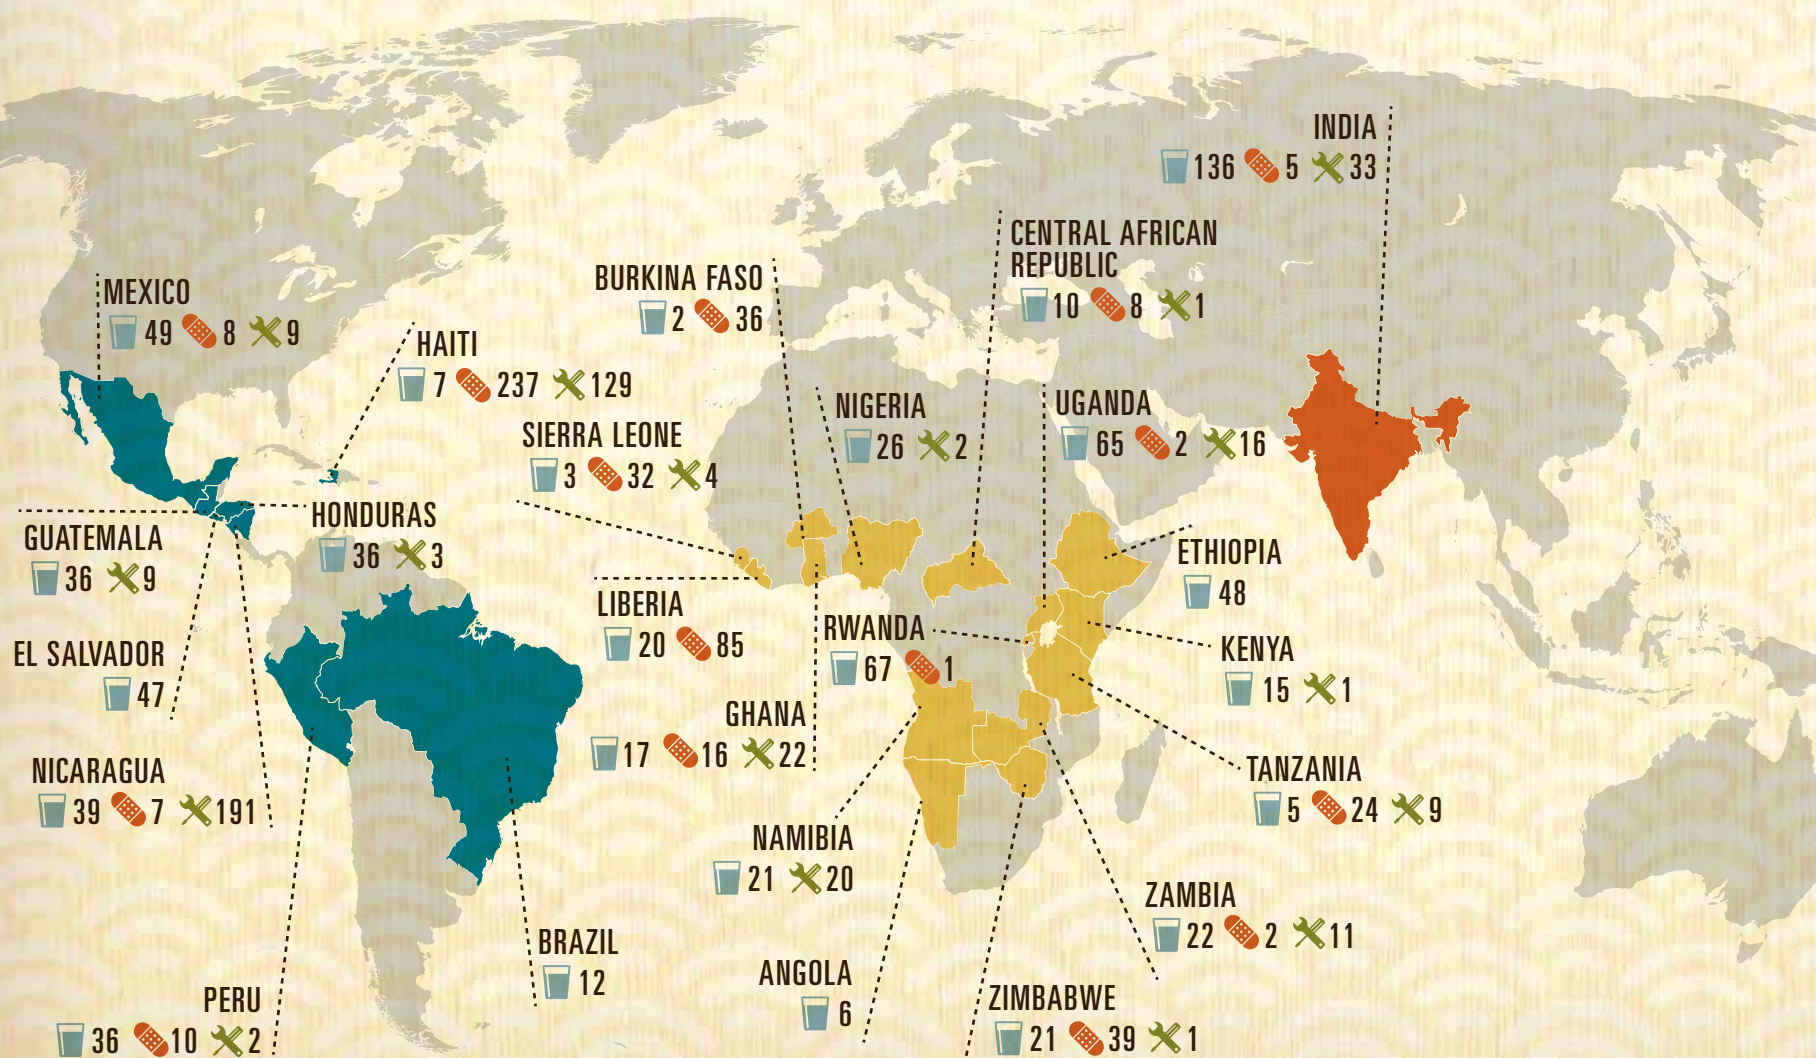 INDIA
136 5 33
CENTRAL AFRICAN
REPUBLIC
10 8 1
BURKINA FASO
2 36
MEXICO
49 8 9
HAITI
7 237 129
NIGERIA
26 2
UGANDA
65 2 16
SIERRA LEONE
3 32 4
HONDURAS
36 3
GUATEMALA
36 9
ETHIOPIA
48
LIBERIA
20 85
RWANDA
67 1
KENYA
15 1
EL SALVADOR
47
GHANA
17 16 22
NICARAGUA
39 7 191
TANZANIA
5 24 9
NAMIBIA
21 20
ZAMBIA
22 2 11
BRAZIL
12
ANGOLA
6
PERU
36 10 2
ZIMBABWE
21 39 1